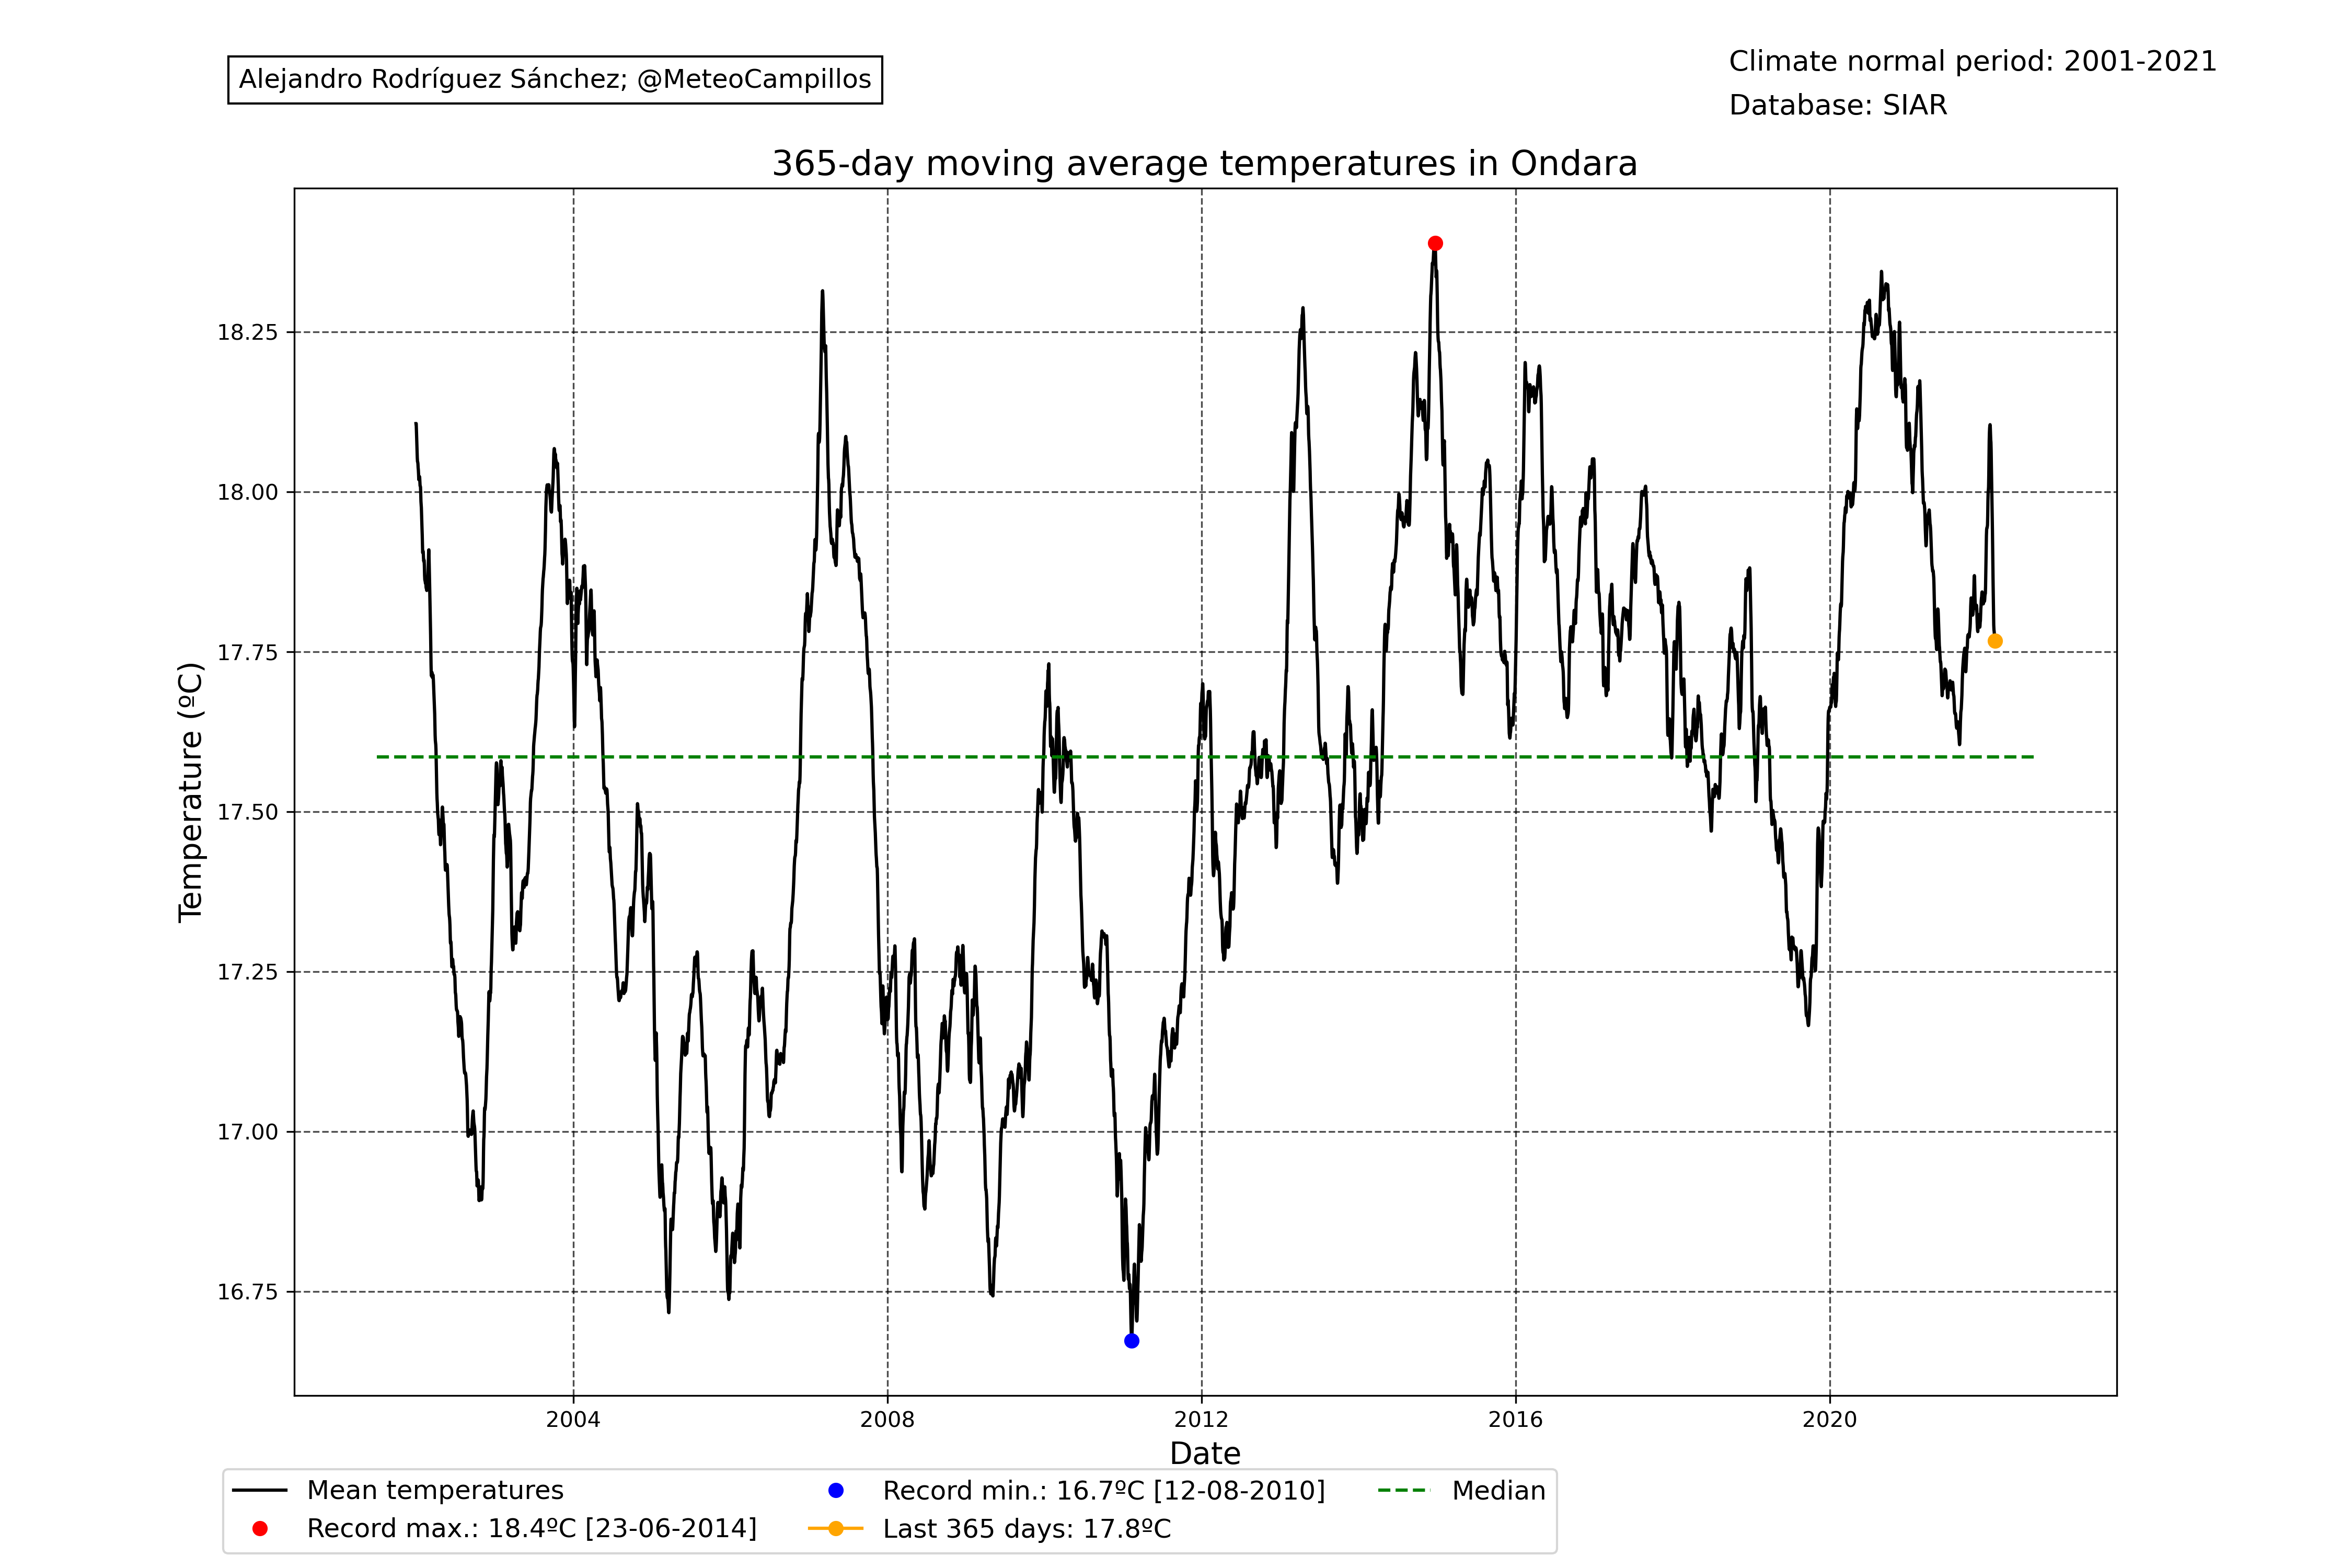 Alejandro Rodríguez Sánchez; @MeteoCampillos
Climate normal period: 2001-2021
Database: SIAR
365-day moving average temperatures in Ondara
18.25
18.00
17.75
17.50
17.25
17.00
16.75
Temperature (ºC)
2004 2008 2012 2016 2020
Date
Mean temperatures
Record max.: 18.4ºC [23-06-2014]
Record min.: 16.7ºC [12-08-2010]
Last 365 days: 17.8ºC
Median